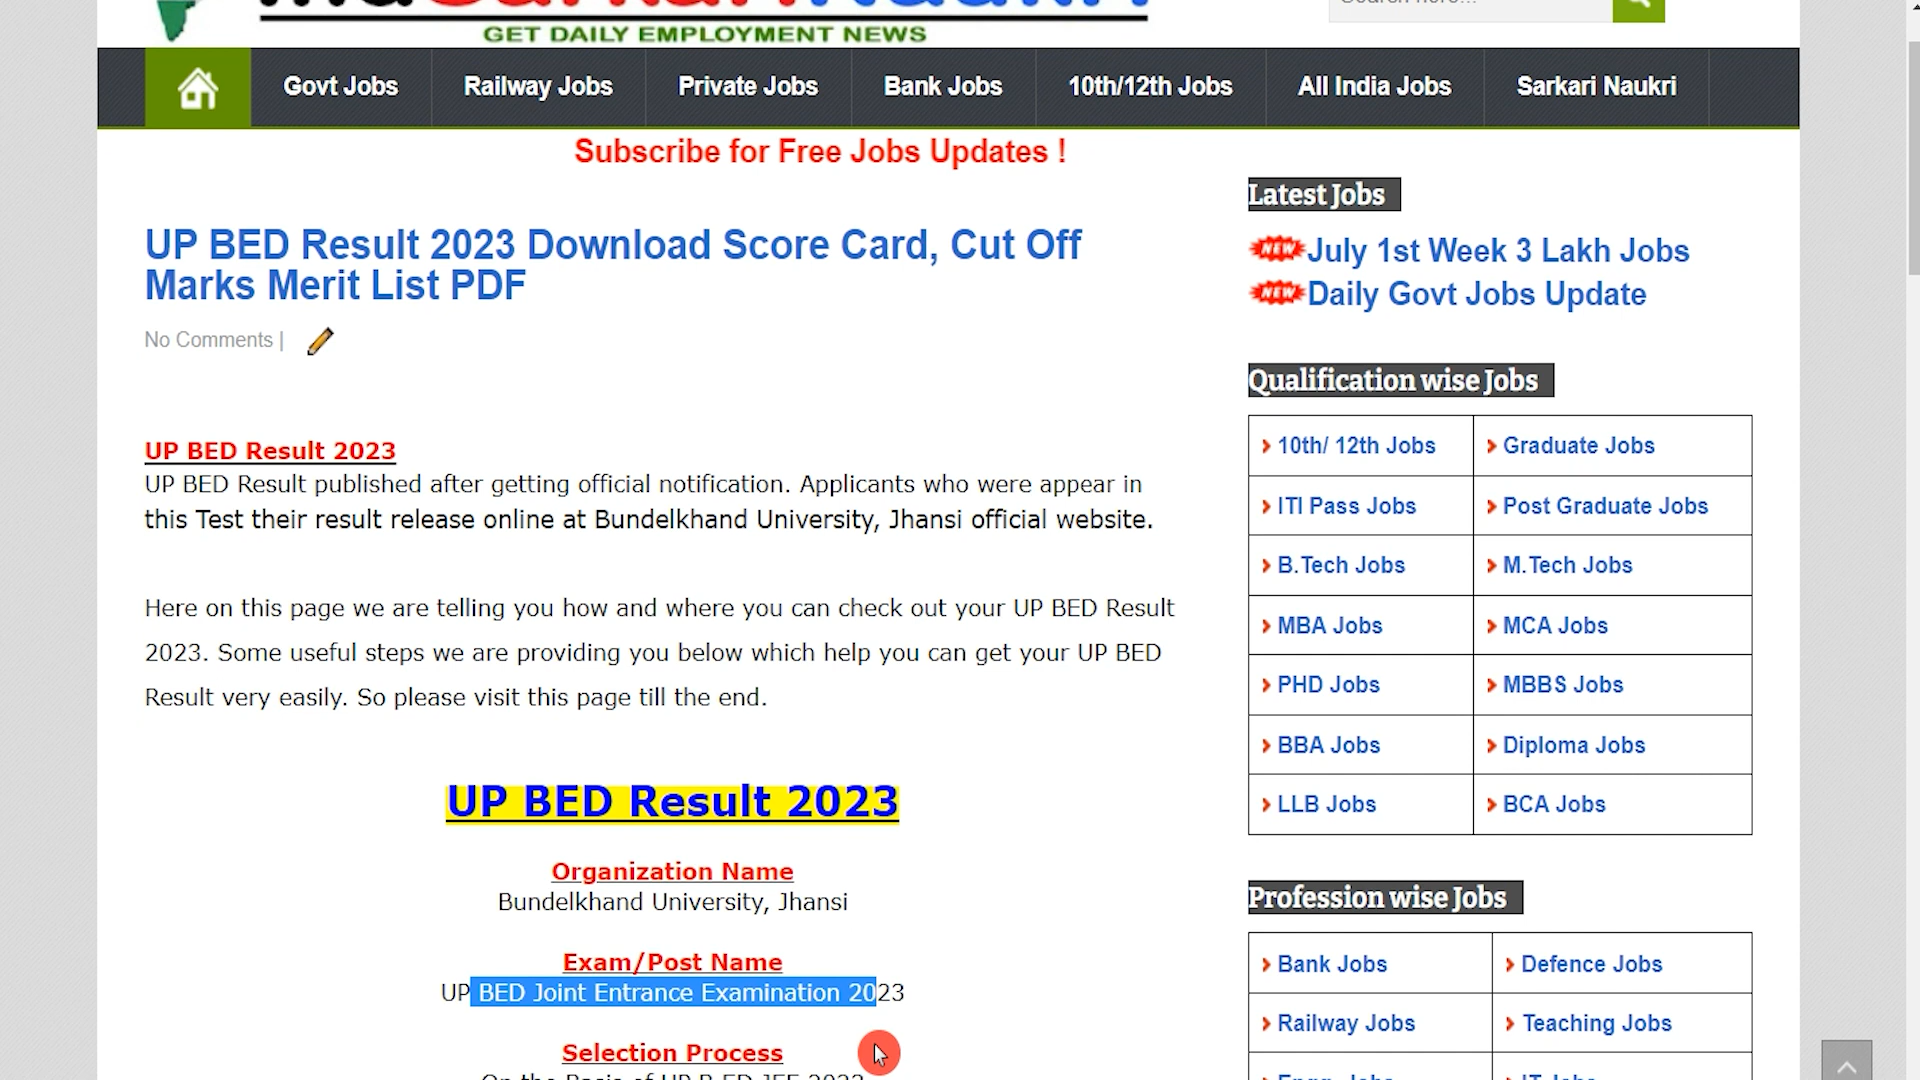 GET DAILY EMPLOYMENT NEWS
Govt Jobs
Railway Jobs
Private Jobs
Bank Jobs
10th/12th Jobs
All India Jobs
Sarkari Naukri
Subscribe for Free Jobs Updates !
UP BED Result 2023 Download Score Card, Cut Off
Marks Merit List PDF
No Comments |
UP BED Result 2023
UP BED Result published after getting official notification. Applicants who were appear in
this Test their result release online at Bundelkhand University, Jhansi official website.
Here on this page we are telling you how and where you can check out your UP BED Result
2023. Some useful steps we are providing you below which help you can get your UP BED
Result very easily. So please visit this page till the end.
UP BED Result 2023
Organization Name
Bundelkhand University, Jhansi
Exam/Post Name
UP BED Joint Entrance Examination 2023
Selection Process
Latest Jobs
NEW July 1st Week 3 Lakh Jobs
NEW Daily Govt Jobs Update
Qualification wise Jobs
10th/ 12th Jobs
Graduate Jobs
ITI Pass Jobs
Post Graduate Jobs
B.Tech Jobs
M.Tech Jobs
MBA Jobs
MCA Jobs
PHD Jobs
MBBS Jobs
BBA Jobs
Diploma Jobs
LLB Jobs
BCA Jobs
Profession wise Jobs
Bank Jobs
Defence Jobs
Railway Jobs
Teaching Jobs